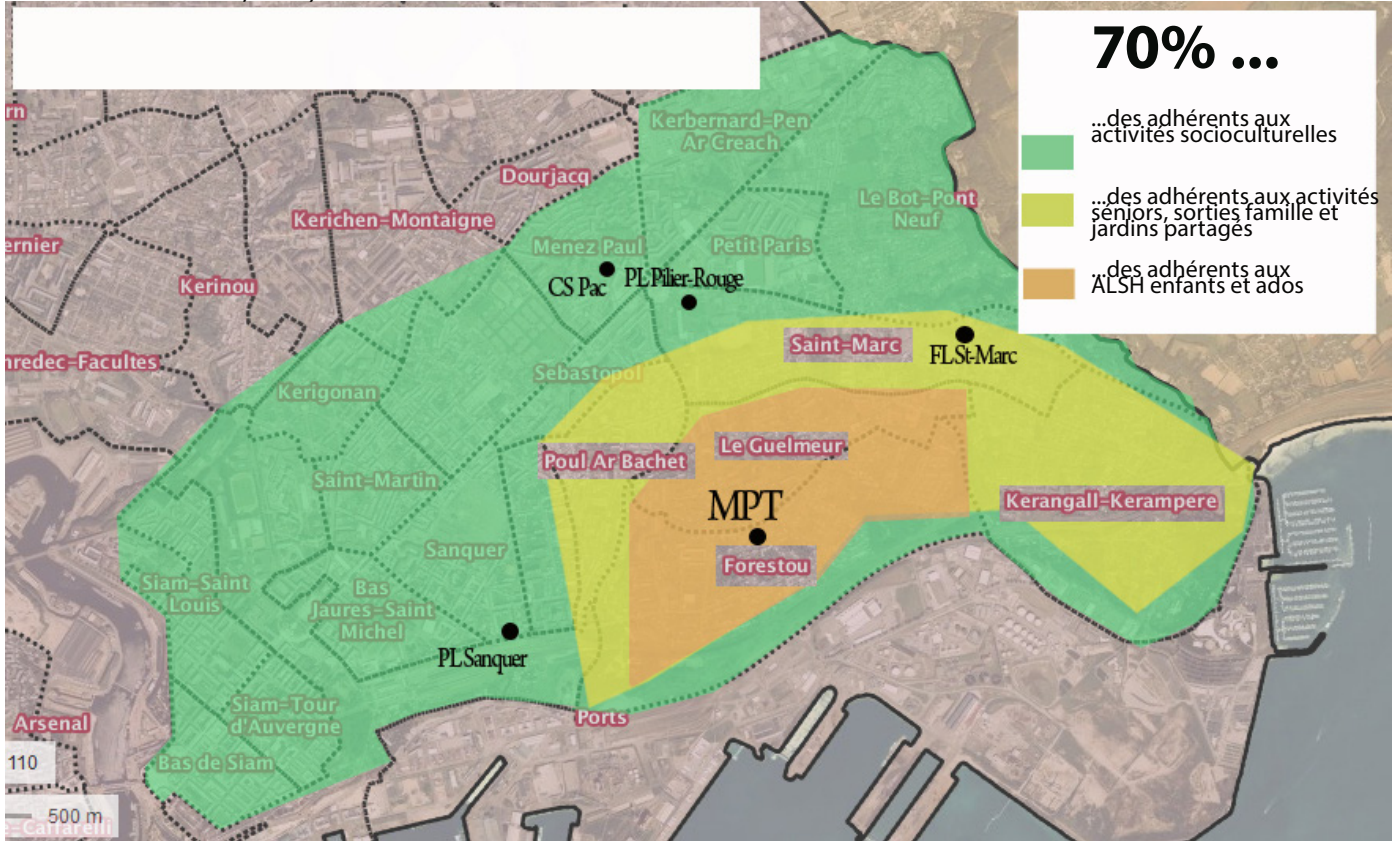 70% ...
...des adhérents aux
activités socioculturelles
...des adhérents aux activités
séniors, sorties famille et
jardins partagés
...des adhérents aux
ALSH enfants et ados
Kerbernard-Pen
Ar Creach
Dourjacq
Le Bot-Pont
Neuf
Kerichen-Montaigne
Menez Paul
Petit Paris
CS Pac
PL Pilier-Rouge
Kerinou
Saint-Marc
FL St-Marc
Sebastopol
Kerigonan
Le Guelmeur
Poul Ar Bachet
Saint-Martin
Kerangall-Kerampere
MPT
Sanquer
Forestou
Siam-Saint
Louis
Bas
Jaures-Saint
Michel
PL Sanquer
Siam-Tour
d'Auvergne
Ports
Arsenal
Bas de Siam
110
500 m